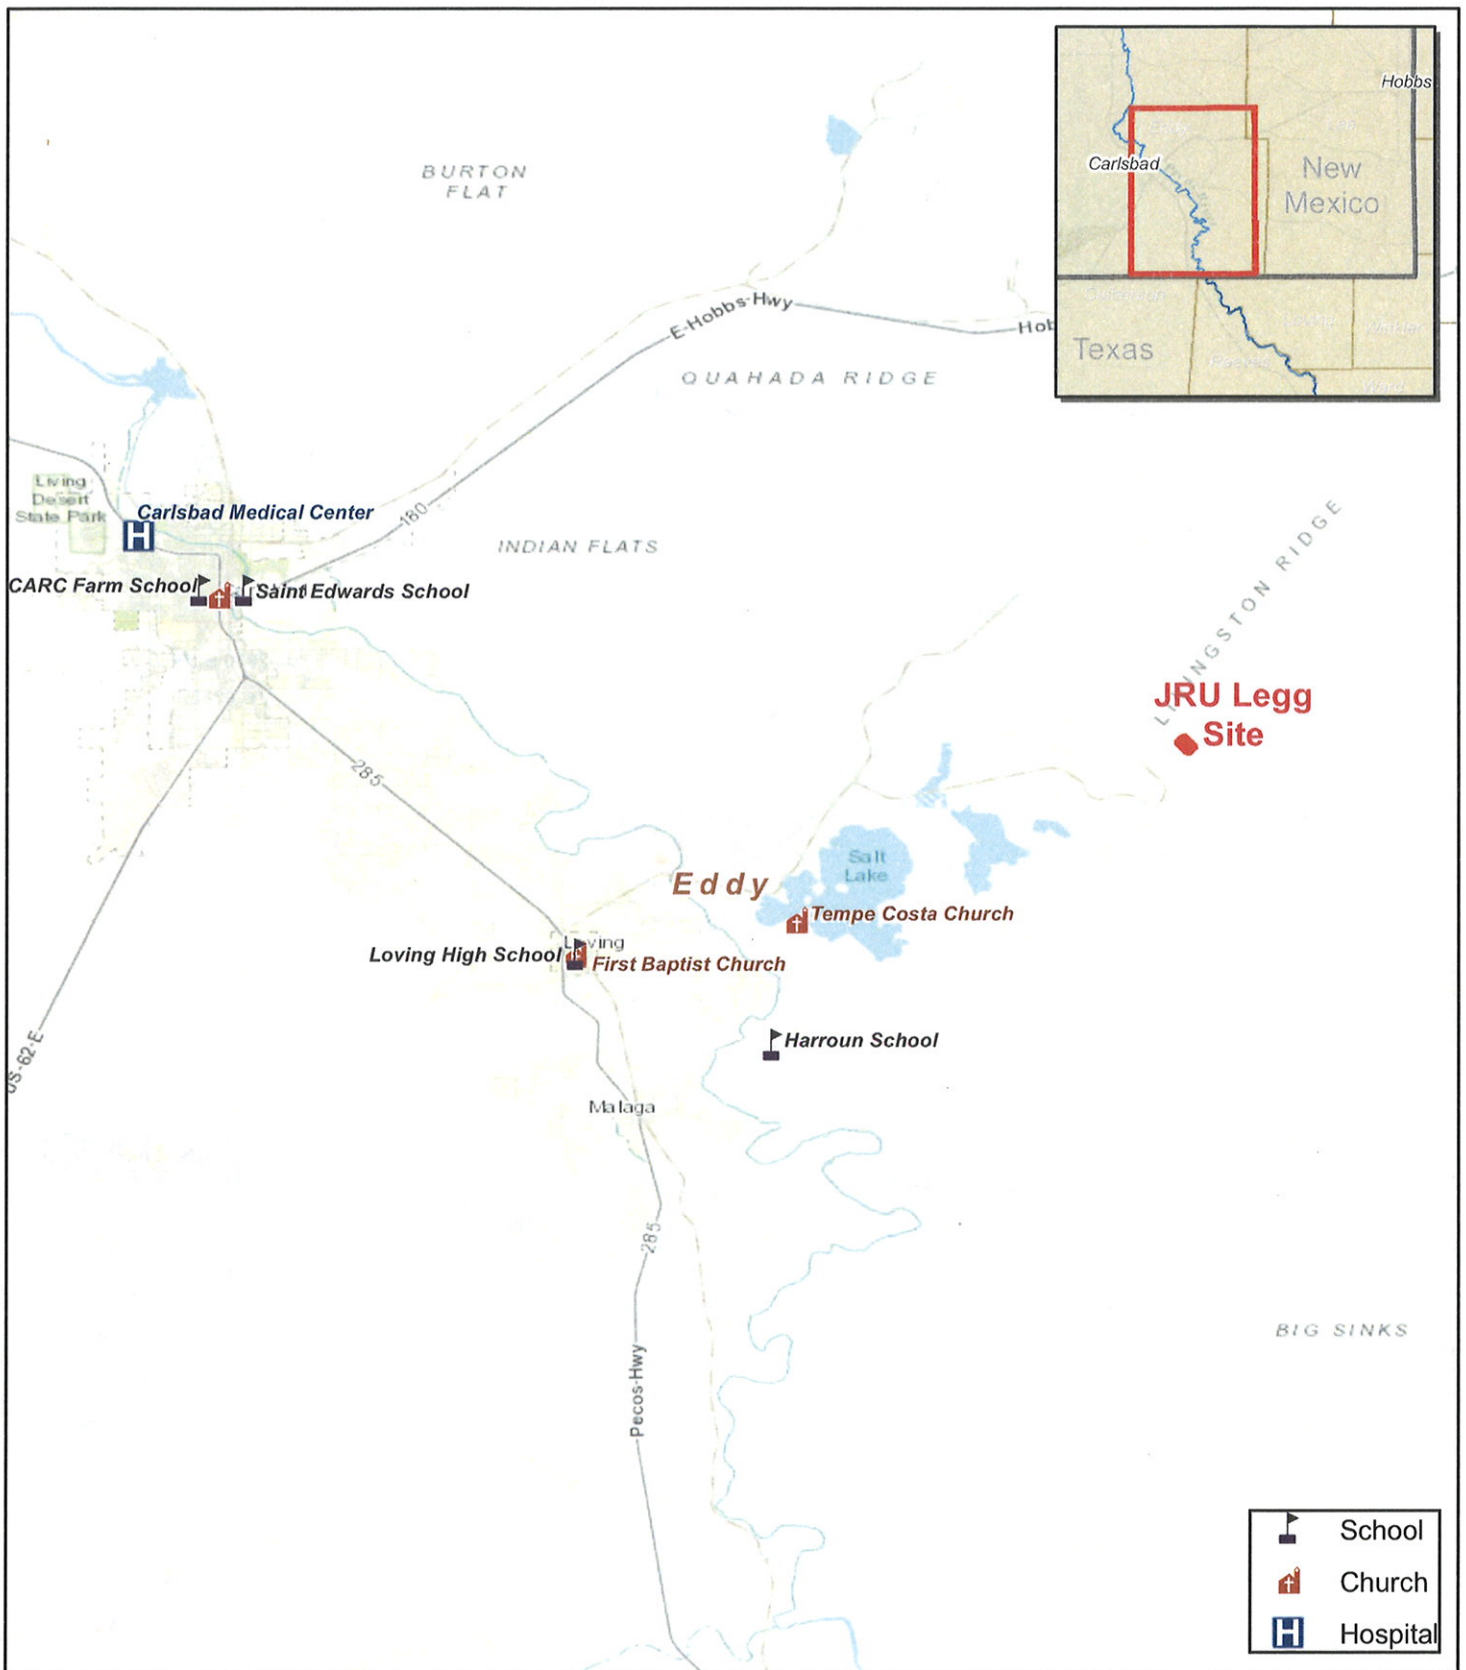 BURTON
FLAT
Hobbs
Carlsbad
New
Mexico
Texas
E-Hobbs-Hwy
Hob
QUAHADA RIDGE
Living
Desert
State Park
Carlsbad Medical Center
180
INDIAN FLATS
CARC Farm School
Saint Edwards School
LIVINGSTON RIDGE
JRU Legg
Site
285
Salt
Lake
Eddy
Tempe Costa Church
Loving
Loving High School
First Baptist Church
US-62-E
Harroun School
Malaga
285
BIG SINKS
Pecos-Hwy
School
Church
Hospital